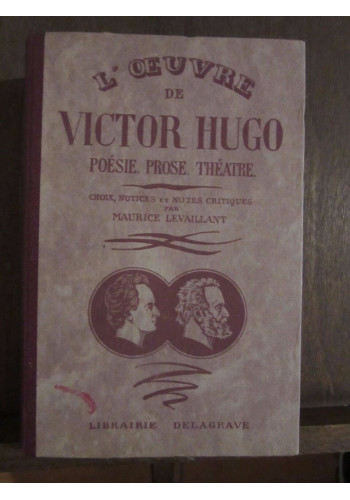 L'ŒUVRE
DE
VICTOR HUGO
POÉSIE. PROSE. THÉATRE.
CHOIX, NOTICES ET NOTES CRITIQUES
PAR
MAURICE LEVAILLANT
LIBRAIRIE DELAGRAVE